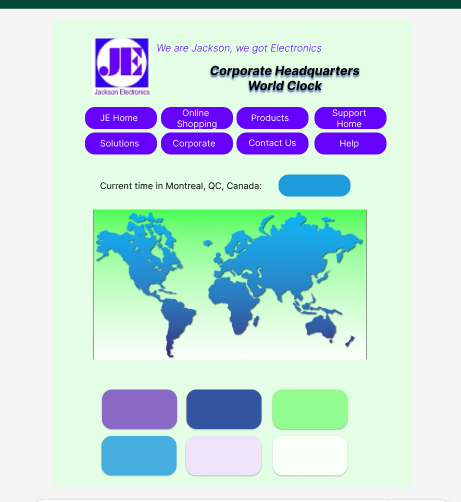 JE
Jackson Electronics
We are Jackson, we got Electronics
Corporate Headquarters
World Clock
JE Home
Online
Shopping
Products
Support
Home
Solutions
Corporate
Contact Us
Help
Current time in Montreal, QC, Canada: